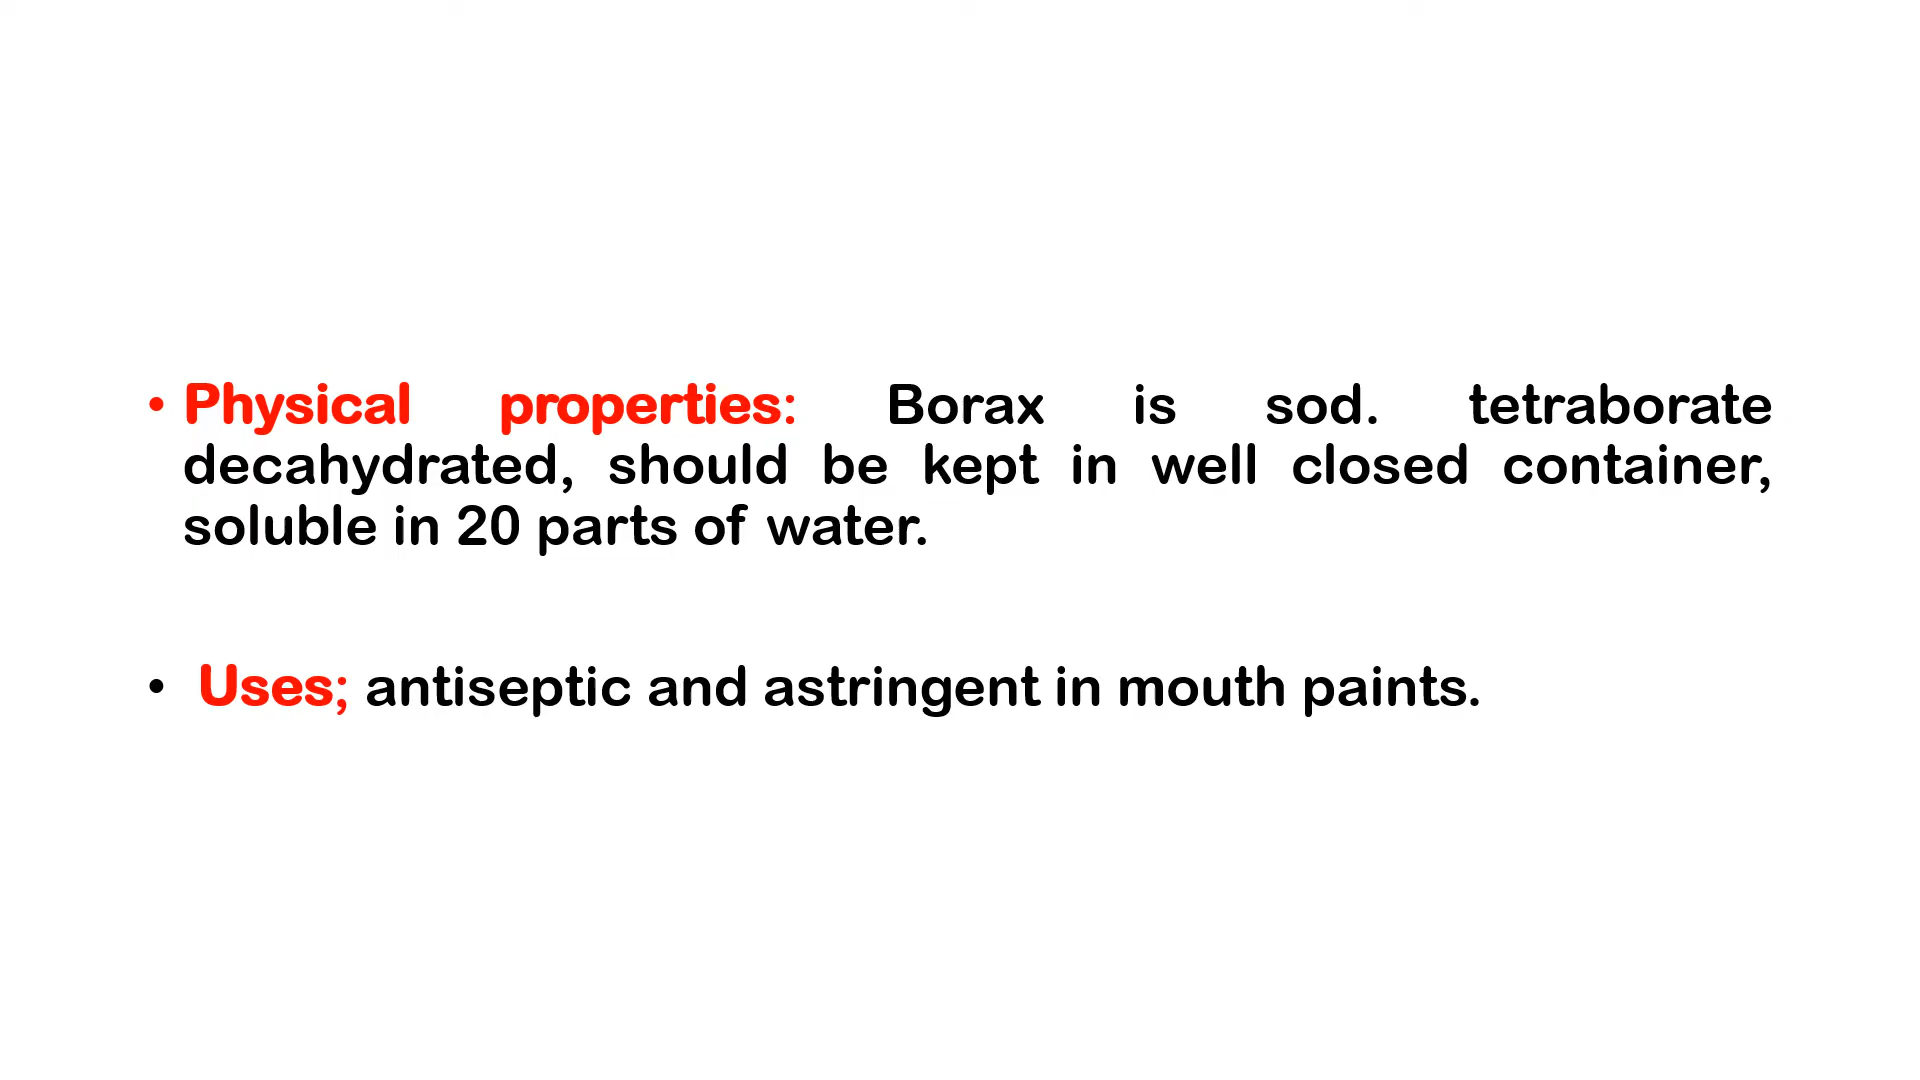 • Physical properties: Borax is sod. tetraborate
decahydrated, should be kept in well closed container,
soluble in 20 parts of water.
• Uses; antiseptic and astringent in mouth paints.